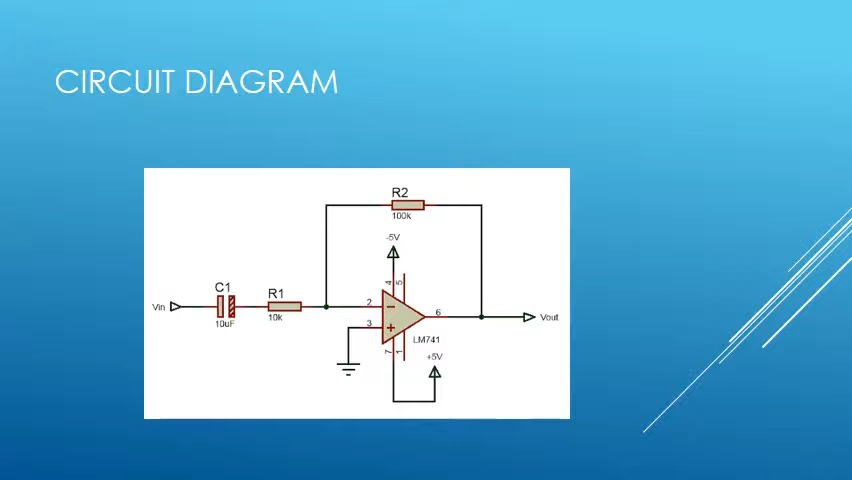 CIRCUIT DIAGRAM
R2
100k
-5V
4 5
C1
R1
Vin
2
6
Vout
10uF
10k
3
LM741
7 1
+5V